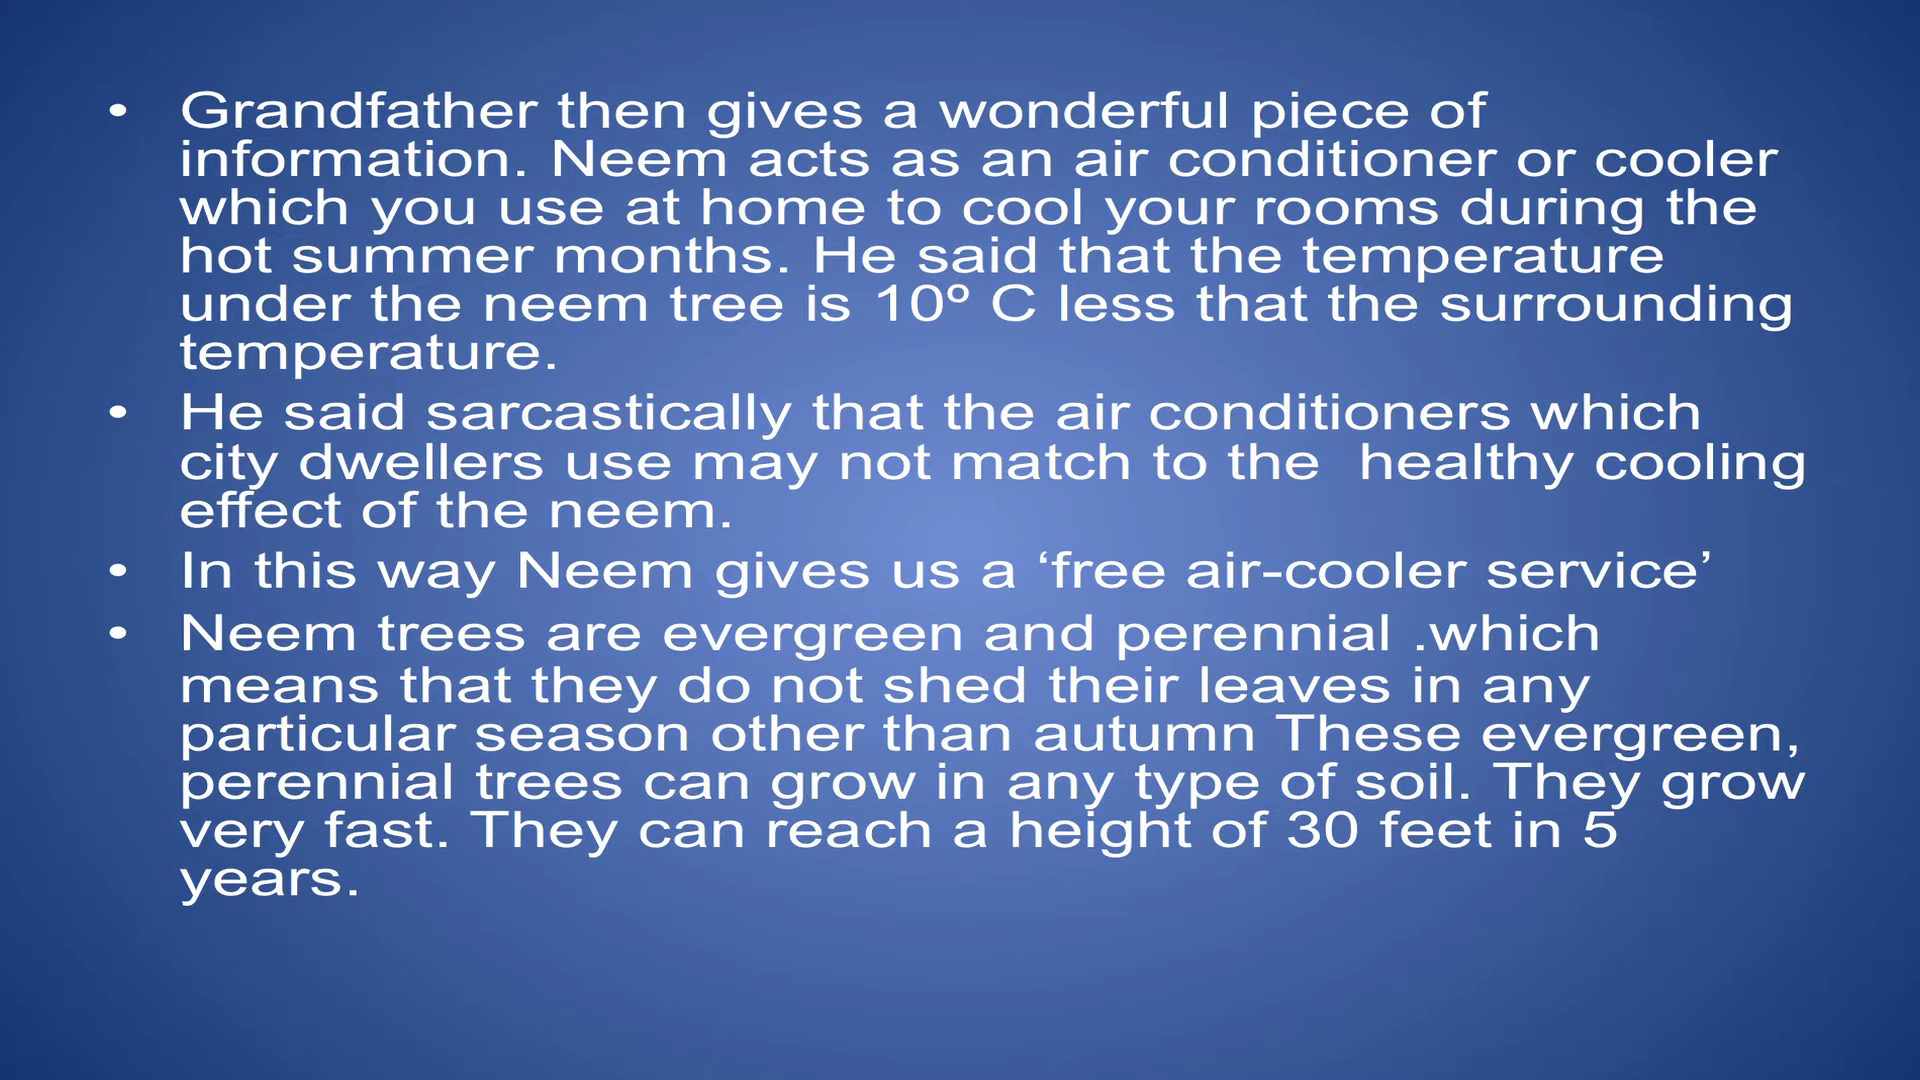 • Grandfather then gives a wonderful piece of
information. Neem acts as an air conditioner or cooler
which you use at home to cool your rooms during the
hot summer months. He said that the temperature
under the neem tree is 10º C less that the surrounding
temperature.
• He said sarcastically that the air conditioners which
city dwellers use may not match to the  healthy cooling
effect of the neem.
• In this way Neem gives us a ‘free air-cooler service’
• Neem trees are evergreen and perennial .which
means that they do not shed their leaves in any
particular season other than autumn These evergreen,
perennial trees can grow in any type of soil. They grow
very fast. They can reach a height of 30 feet in 5
years.